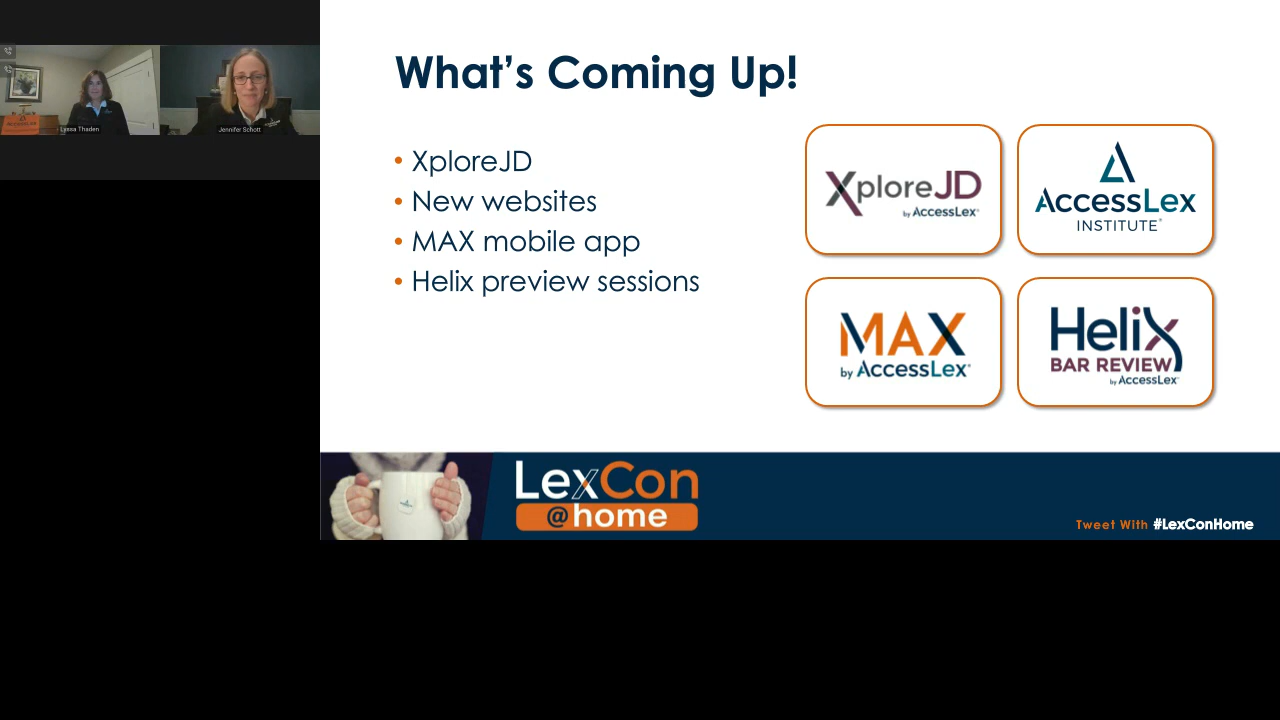 Lyssa Thaden
Jennifer Schott
What's Coming Up!
• XploreJD
• New websites
• MAX mobile app
• Helix preview sessions
XploreJD
by AccessLex®
AccessLex
INSTITUTE®
MAX
by AccessLex®
Helix
BAR REVIEW
by AccessLex®
LexCon
@home
Tweet With #LexConHome